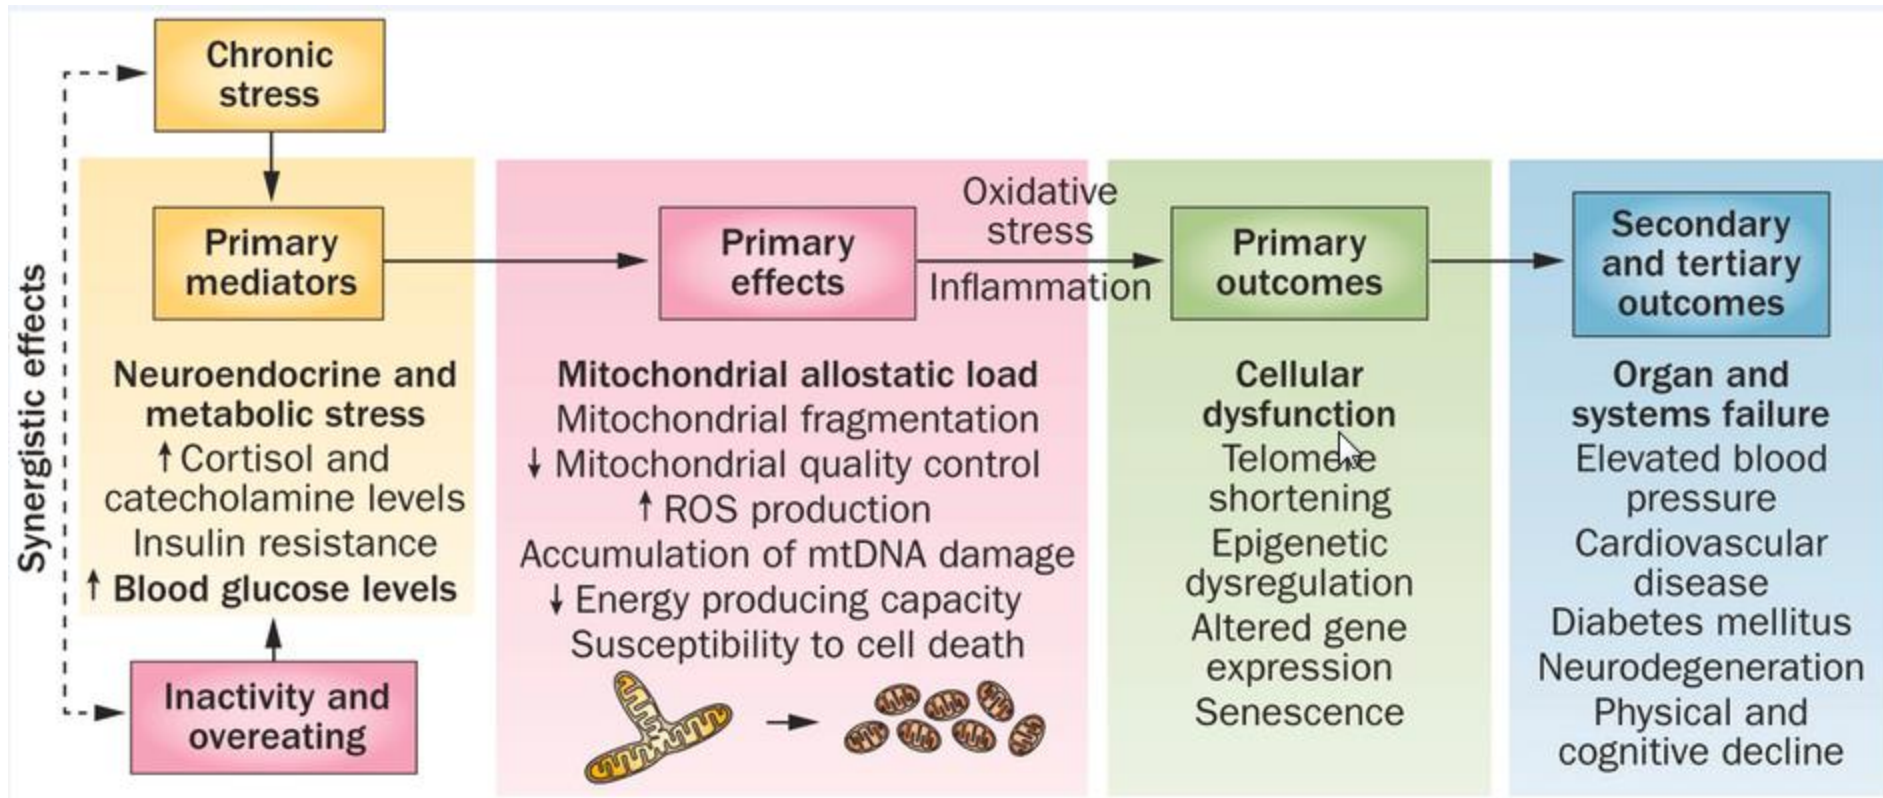 Chronic
stress
Synergistic effects
Primary
mediators
Neuroendocrine and
metabolic stress
↑ Cortisol and
catecholamine levels
Insulin resistance
↑ Blood glucose levels
Inactivity and
overeating
Primary
effects
Mitochondrial allostatic load
Mitochondrial fragmentation
↓ Mitochondrial quality control
↑ ROS production
Accumulation of mtDNA damage
↓ Energy producing capacity
Susceptibility to cell death
Oxidative
stress
Inflammation
Primary
outcomes
Cellular
dysfunction
Telomere
shortening
Epigenetic
dysregulation
Altered gene
expression
Senescence
Secondary
and tertiary
outcomes
Organ and
systems failure
Elevated blood
pressure
Cardiovascular
disease
Diabetes mellitus
Neurodegeneration
Physical and
cognitive decline